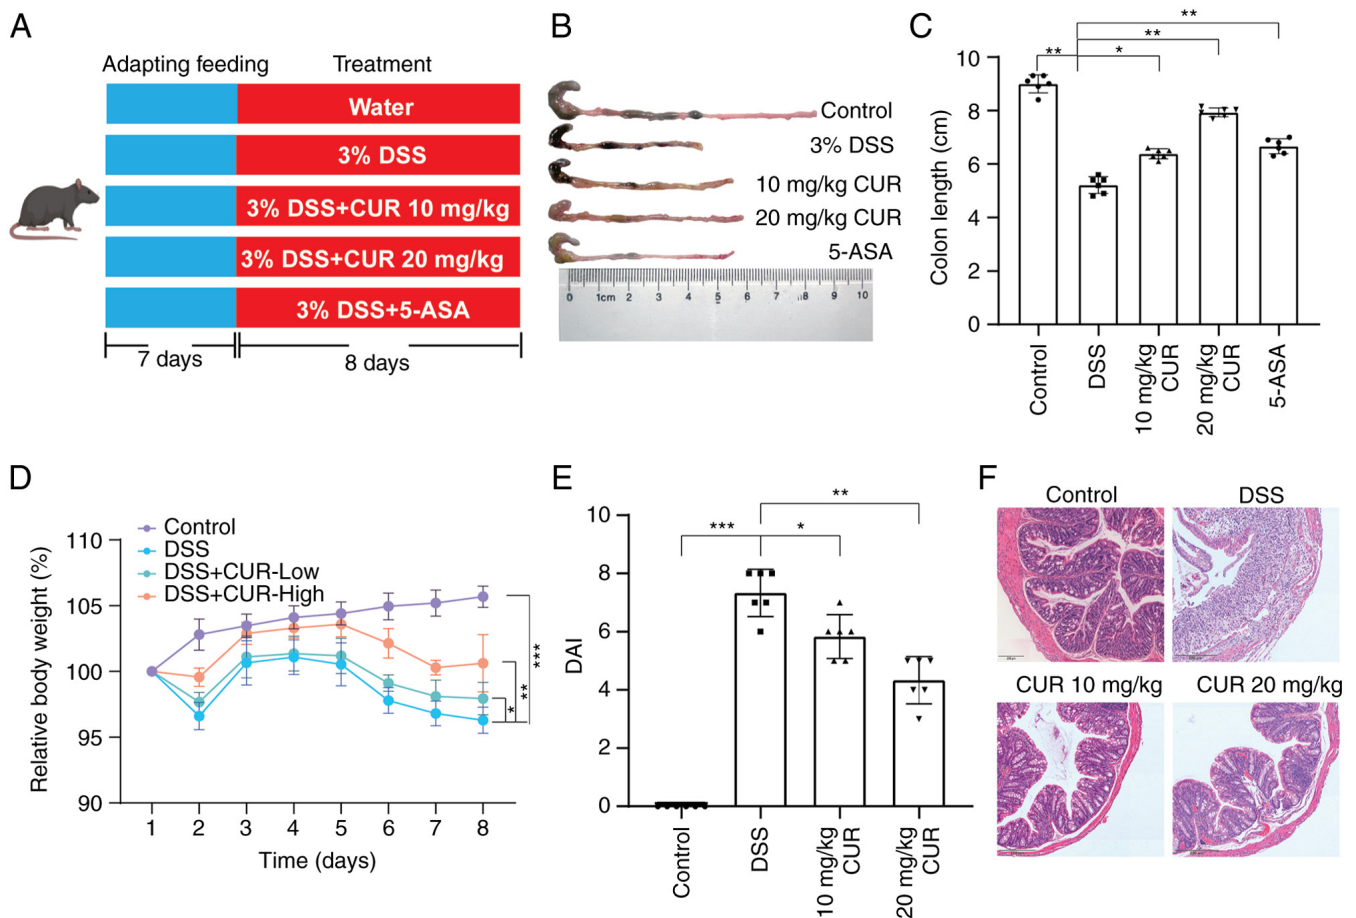 A
Adapting feeding
Treatment
Water
3% DSS
3% DSS+CUR 10 mg/kg
3% DSS+CUR 20 mg/kg
3% DSS+5-ASA
7 days
8 days
B
Control
3% DSS
10 mg/kg CUR
20 mg/kg CUR
5-ASA
0 1cm 2 3 4 5 6 7 8 9 10
C
Colon length (cm)
10
8
6
4
2
0
**
**
**
*
Control
DSS
10 mg/kg
CUR
20 mg/kg
CUR
5-ASA
D
Control
DSS
DSS+CUR-Low
DSS+CUR-High
Relative body weight (%)
110
105
100
95
90
***
**
*
1 2 3 4 5 6 7 8
Time (days)
E
DAI
10
8
6
4
2
0
**
***
*
Control
DSS
10 mg/kg
CUR
20 mg/kg
CUR
F
Control
DSS
CUR 10 mg/kg
CUR 20 mg/kg